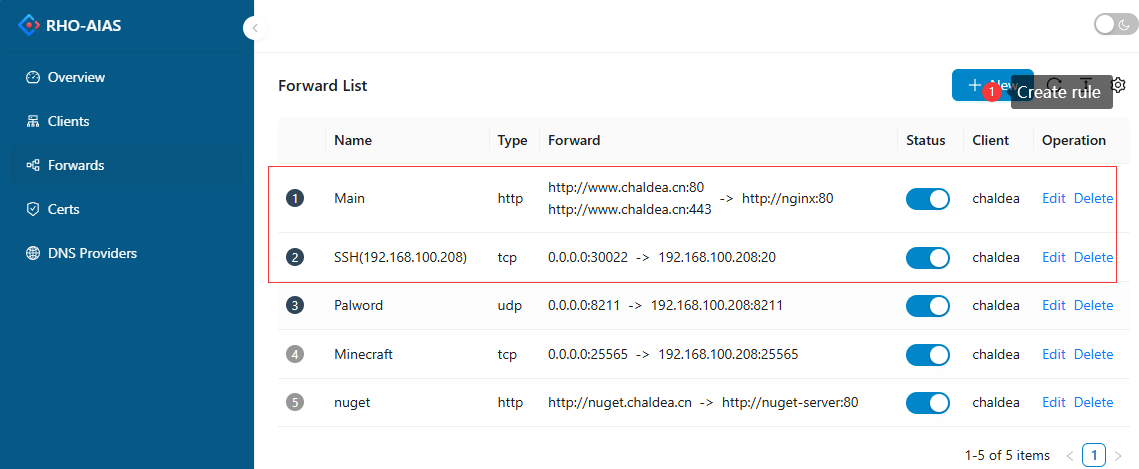 RHO-AIAS
Overview
Clients
Forwards
Certs
DNS Providers
Forward List
New
1 Create rule
Name Type Forward Status Client Operation
1 Main http http://www.chaldea.cn:80 -> http://nginx:80 chaldea Edit Delete
http://www.chaldea.cn:443
2 SSH(192.168.100.208) tcp 0.0.0.0:30022 -> 192.168.100.208:20 chaldea Edit Delete
3 Palword udp 0.0.0.0:8211 -> 192.168.100.208:8211 chaldea Edit Delete
4 Minecraft tcp 0.0.0.0:25565 -> 192.168.100.208:25565 chaldea Edit Delete
5 nuget http http://nuget.chaldea.cn -> http://nuget-server:80 chaldea Edit Delete
1-5 of 5 items < 1 >